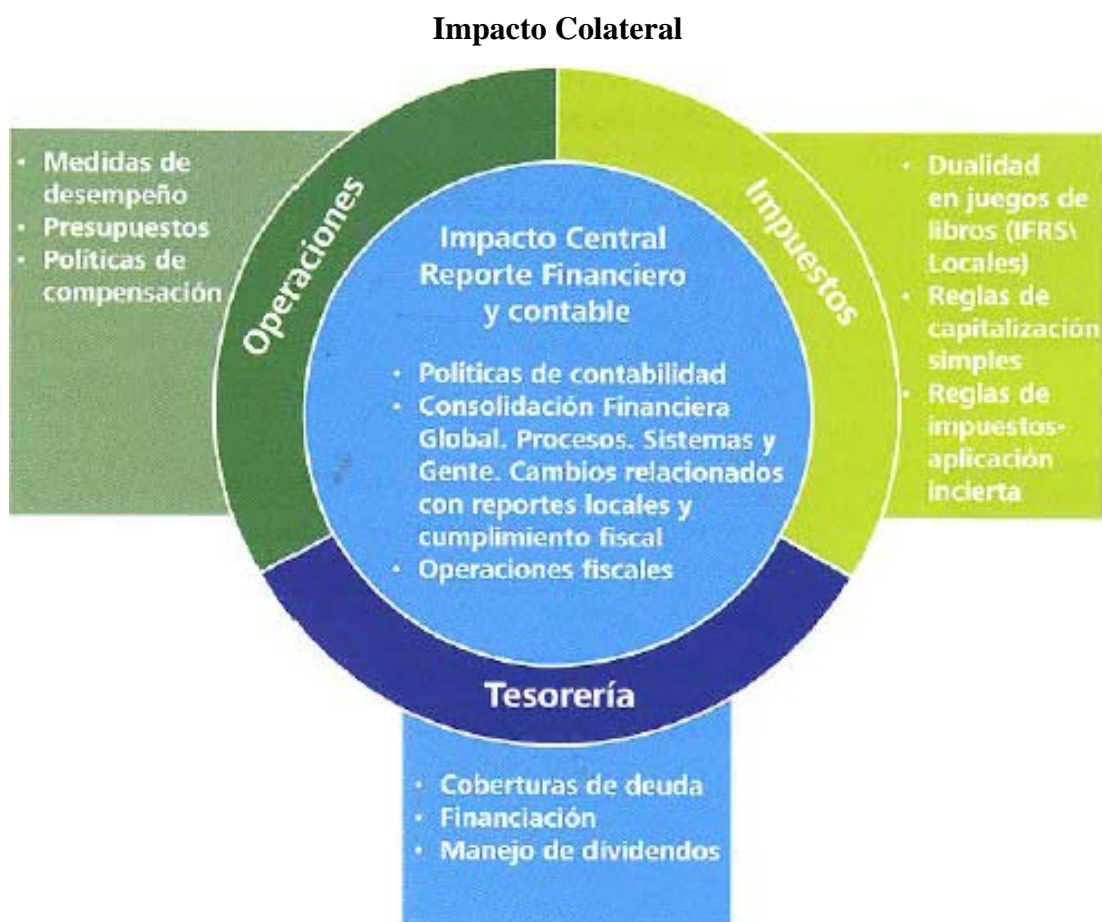 Impacto Colateral
• Medidas de
desempeño
• Presupuestos
• Políticas de
compensación
Operaciones
Impacto Central
Reporte Financiero
y contable
• Políticas de contabilidad
• Consolidación Financiera
Global. Procesos. Sistemas y
Gente. Cambios relacionados
con reportes locales y
cumplimiento fiscal
• Operaciones fiscales
Impuestos
• Dualidad
en juegos de
libros (IFRS\
Locales)
• Reglas de
capitalización
simples
• Reglas de
impuestos-
aplicación
incierta
Tesorería
• Coberturas de deuda
• Financiación
• Manejo de dividendos